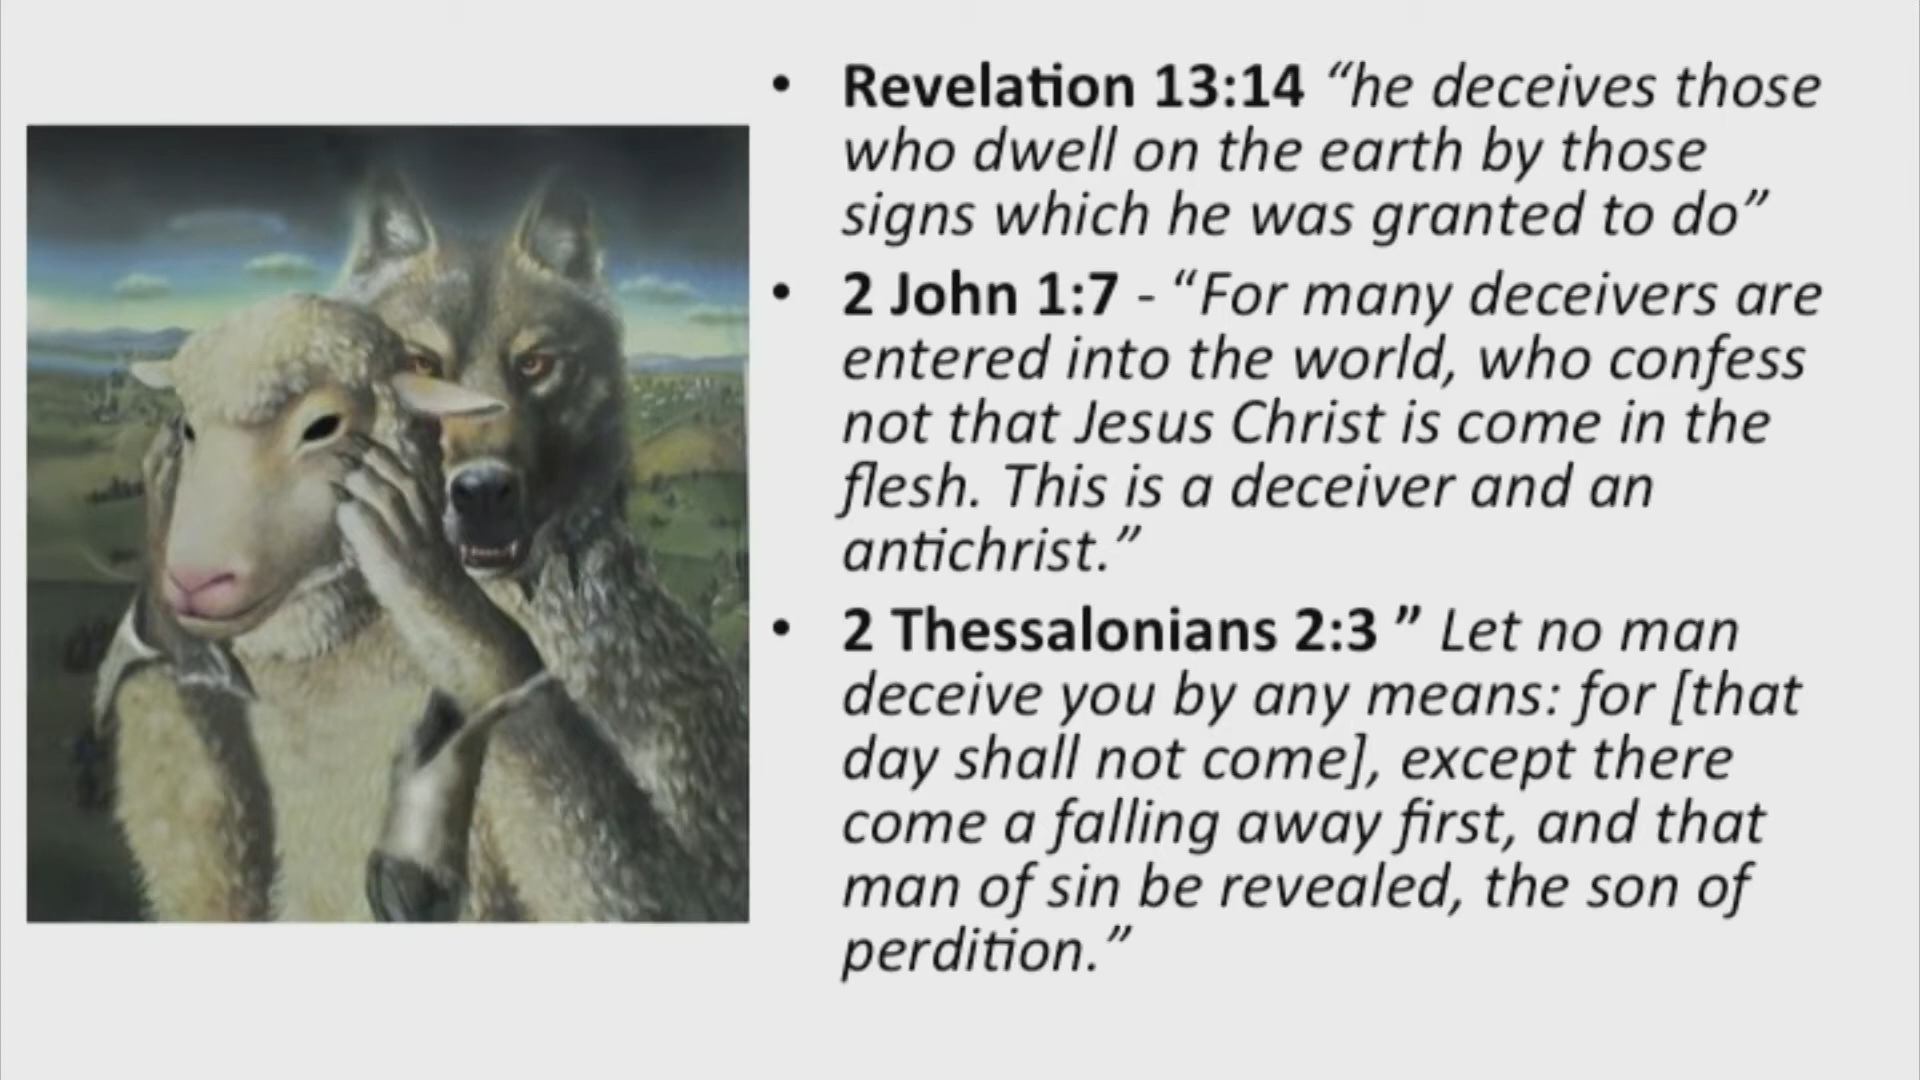 • Revelation 13:14 “he deceives those
who dwell on the earth by those
signs which he was granted to do”
• 2 John 1:7 - “For many deceivers are
entered into the world, who confess
not that Jesus Christ is come in the
flesh. This is a deceiver and an
antichrist.”
• 2 Thessalonians 2:3 ” Let no man
deceive you by any means: for [that
day shall not come], except there
come a falling away first, and that
man of sin be revealed, the son of
perdition.”